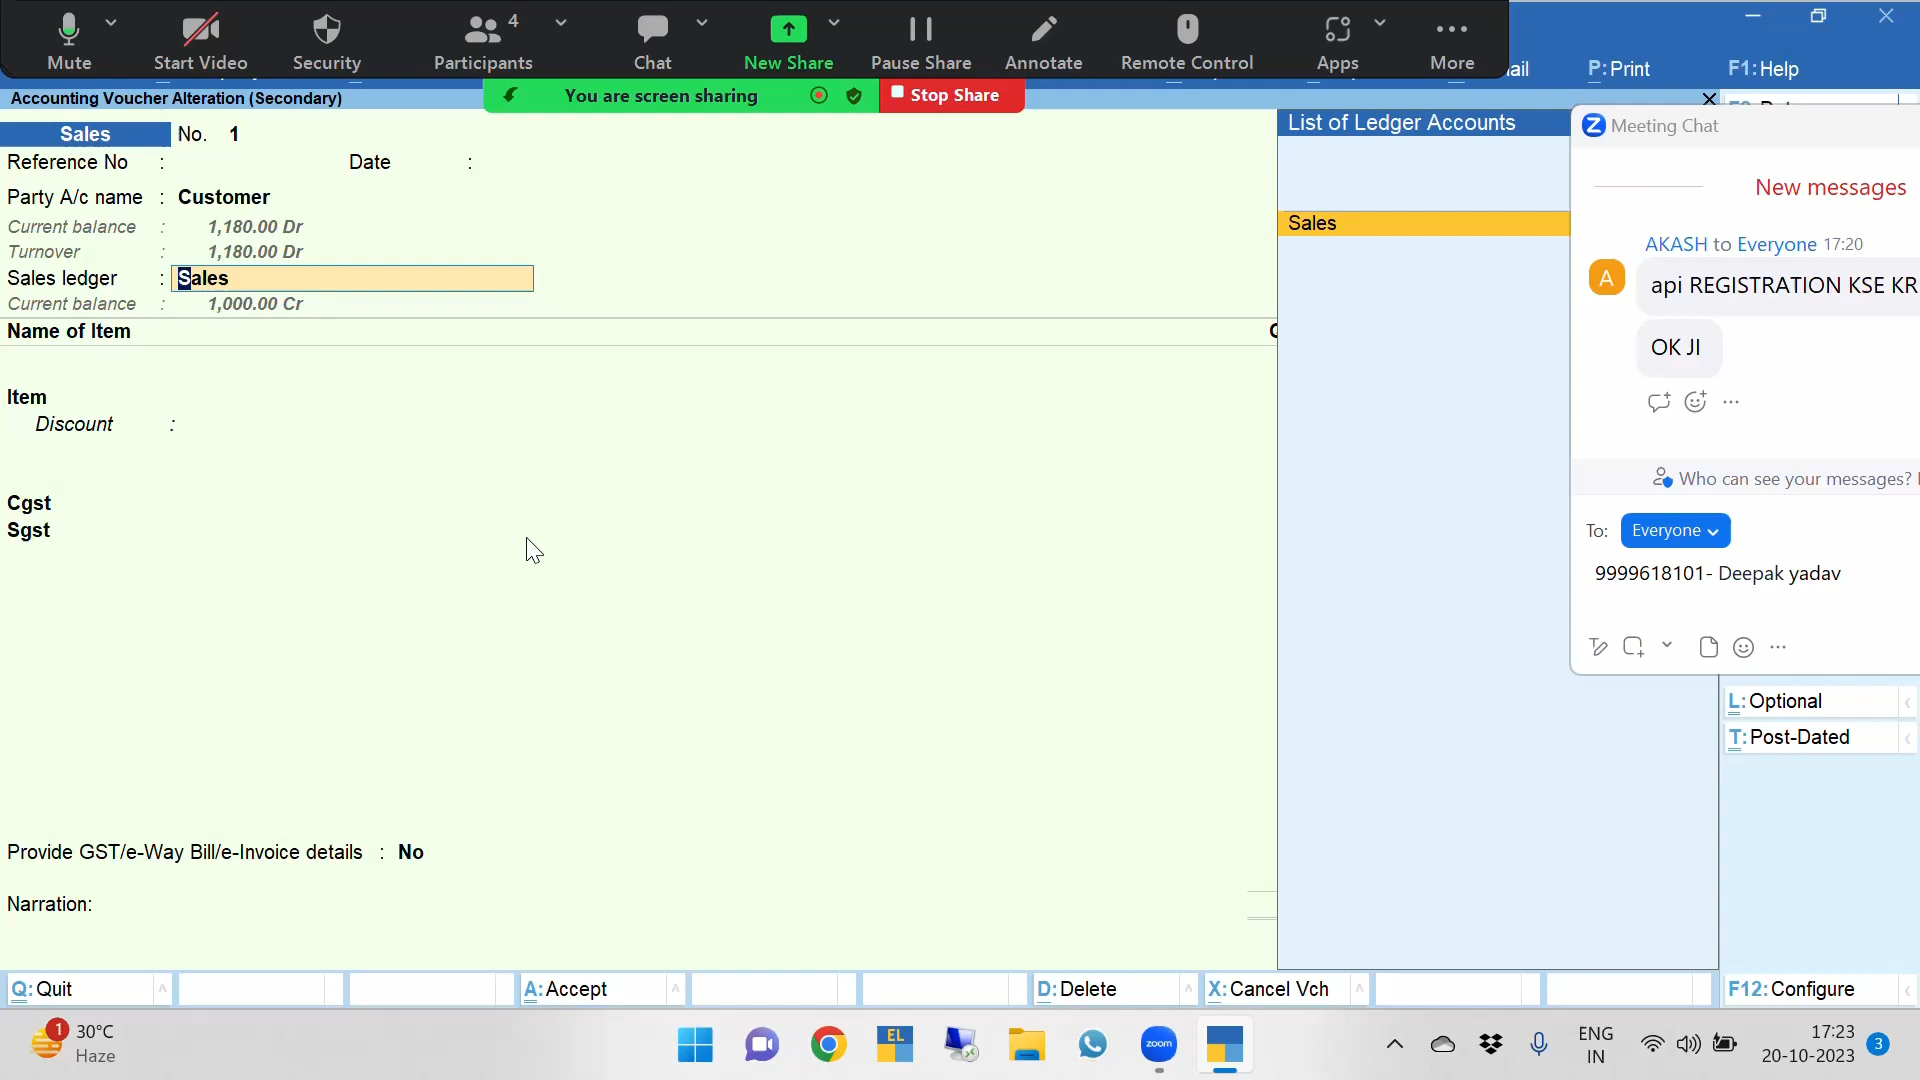 Mute
Start Video
Security
Participants
4
Chat
New Share
Pause Share
Annotate
Remote Control
Apps
More
P:Print
F1:Help
You are screen sharing
Stop Share
Accounting Voucher Alteration (Secondary)
Sales No. 1
Reference No : Date :
Party A/c name : Customer
Current balance : 1,180.00 Dr
Turnover : 1,180.00 Dr
Sales ledger : Sales
Current balance : 1,000.00 Cr
Name of Item
Item
Discount :
Cgst
Sgst
Provide GST/e-Way Bill/e-Invoice details : No
Narration:
List of Ledger Accounts
Sales
Meeting Chat
New messages
AKASH to Everyone 17:20
A
api REGISTRATION KSE KR
OK JI
Who can see your messages?
To: Everyone
9999618101- Deepak yadav
L:Optional
T:Post-Dated
Q:Quit
A:Accept
D:Delete
X:Cancel Vch
F12:Configure
1
30°C
Haze
EL
zoom
ENG
IN
17:23
20-10-2023
3